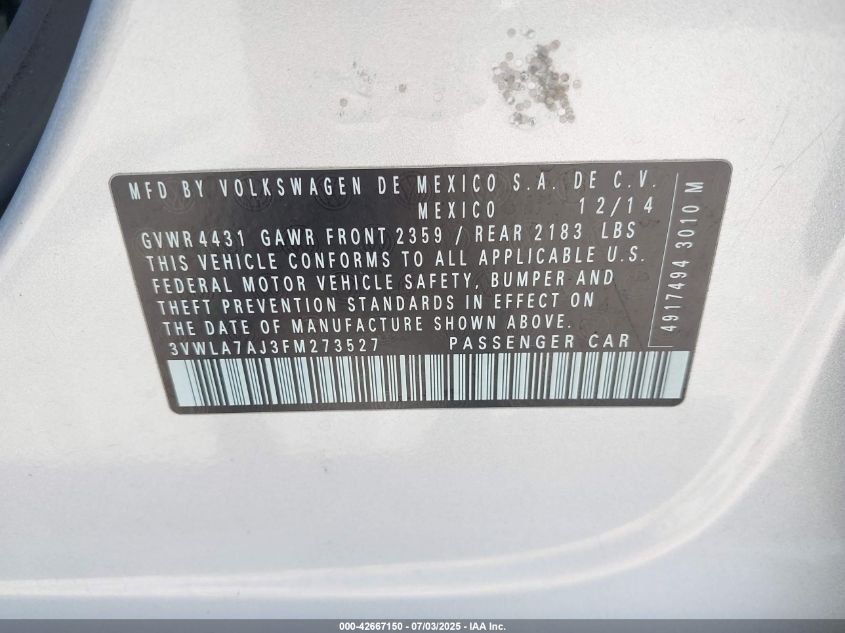 MFD BY VOLKSWAGEN DE MEXICO S.A. DE C.V.
MEXICO 12/14
GVWR 4431 GAWR FRONT 2359 / REAR 2183 LBS
THIS VEHICLE CONFORMS TO ALL APPLICABLE U.S.
FEDERAL MOTOR VEHICLE SAFETY, BUMPER AND
THEFT PREVENTION STANDARDS IN EFFECT ON
THE DATE OF MANUFACTURE SHOWN ABOVE.
3VWLA7AJ3FM273527 PASSENGER CAR
4917494 3010 M
000-42667150 - 07/03/2025 - IAA Inc.